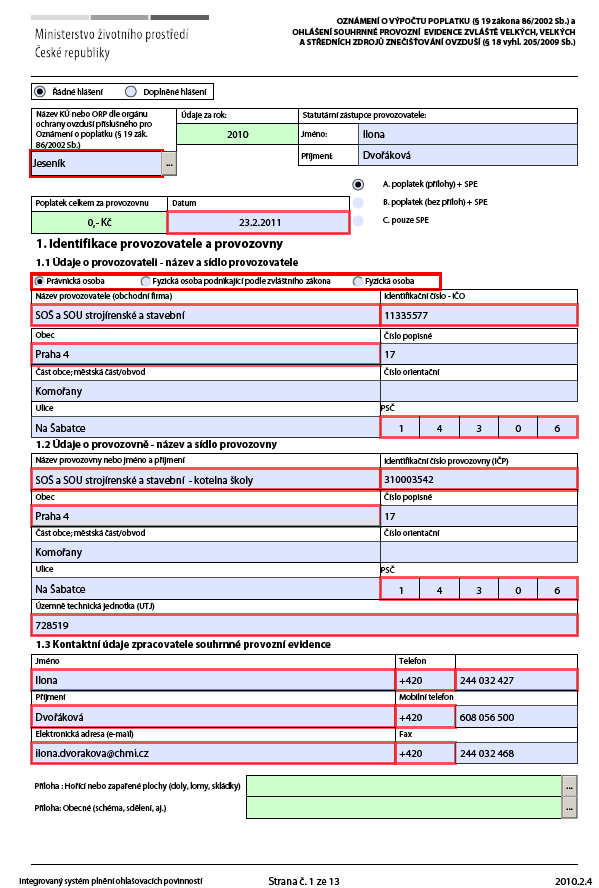 Ministerstvo životního prostředí
České republiky
OZNÁMENÍ O VÝPOČTU POPLATKU (§ 19 zákona 86/2002 Sb.) a
OHLÁŠENÍ SOUHRNNÉ PROVOZNÍ EVIDENCE ZVLÁŠTĚ VELKÝCH, VELKÝCH
A STŘEDNÍCH ZDROJŮ ZNEČIŠŤOVÁNÍ OVZDUŠÍ (§ 18 vyhl. 205/2009 Sb.)
Řádné hlášení Doplněné hlášení
Název KÚ nebo ORP dle orgánu
ochrany ovzduší příslušného pro
Oznámení o poplatku (§ 19 zák.
86/2002 Sb.)
Jeseník ...
Údaje za rok:
2010
Statutární zástupce provozovatele:
Jméno: Ilona
Příjmení: Dvořáková
Poplatek celkem za provozovnu Datum
0,- Kč 23.2.2011
A. poplatek (přílohy) + SPE
B. poplatek (bez příloh) + SPE
C. pouze SPE
1. Identifikace provozovatele a provozovny
1.1 Údaje o provozovateli - název a sídlo provozovatele
Právnická osoba Fyzická osoba podnikající podle zvláštního zákona Fyzická osoba
Název provozovatele (obchodní firma) Identifikační číslo - IČO
SOŠ a SOU strojírenské a stavební 11335577
Obec Číslo popisné
Praha 4 17
Část obce; městská část/obvod Číslo orientační
Komořany
Ulice PSČ
Na Šabatce 1 4 3 0 6
1.2 Údaje o provozovně - název a sídlo provozovny
Název provozovny nebo jméno a příjmení Identifikační číslo provozovny (IČP)
SOŠ a SOU strojírenské a stavební - kotelna školy 310003542
Obec Číslo popisné
Praha 4 17
Část obce; městská část/obvod Číslo orientační
Komořany
Ulice PSČ
Na Šabatce 1 4 3 0 6
Územně technická jednotka (UTJ)
728519
1.3 Kontaktní údaje zpracovatele souhrnné provozní evidence
Jméno Telefon
Ilona +420 244 032 427
Příjmení Mobilní telefon
Dvořáková +420 608 056 500
Elektronická adresa (e-mail) Fax
ilona.dvorakova@chmi.cz +420 244 032 468
Příloha : Hořící nebo zapařené plochy (doly, lomy, skládky) ...
Příloha: Obecné (schéma, sdělení, aj.) ...
Integrovaný systém plnění ohlašovacích povinností Strana č. 1 ze 13 2010.2.4